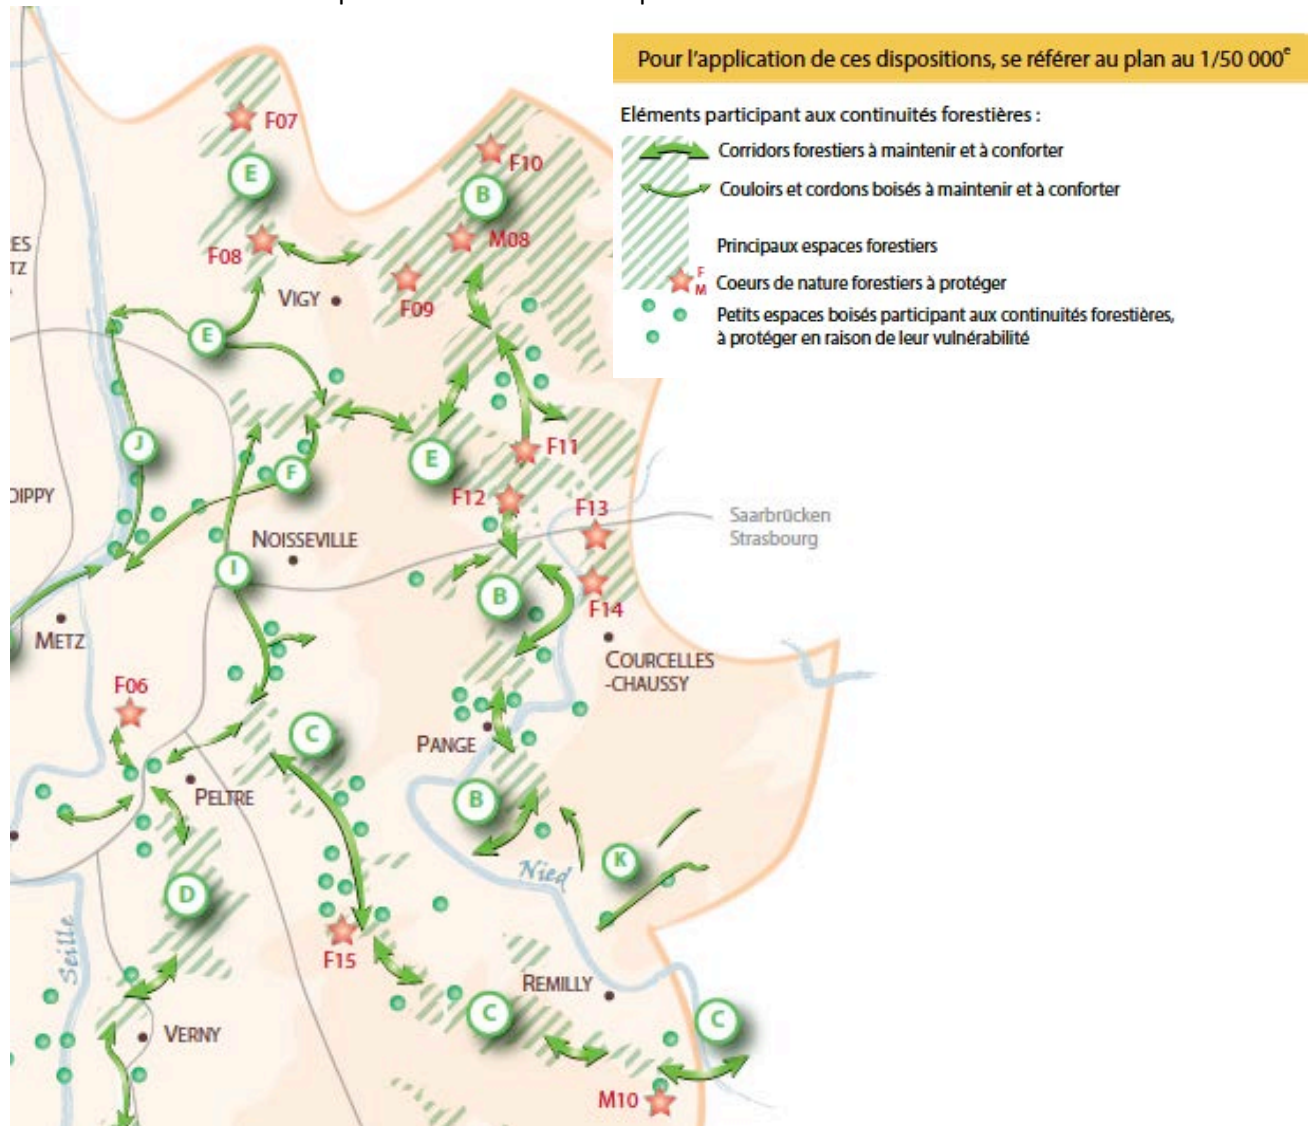 Pour l'application de ces dispositions, se référer au plan au 1/50 000e
Eléments participant aux continuités forestières :
Corridors forestiers à maintenir et à conforter
Couloirs et cordons boisés à maintenir et à conforter
Principaux espaces forestiers
F
M
Coeurs de nature forestiers à protéger
Petits espaces boisés participant aux continuités forestières,
à protéger en raison de leur vulnérabilité
F07
E
F10
B
M08
F08
F09
VIGY
ES
TZ
E
J
F
E
F11
F12
F13
OIPPY
NOISSEVILLE
Saarbrücken
Strasbourg
I
B
F14
METZ
COURCELLES
-CHAUSSY
F06
C
PANGE
PELTRE
B
K
Nied
D
Seille
F15
REMILLY
C
C
VERNY
M10